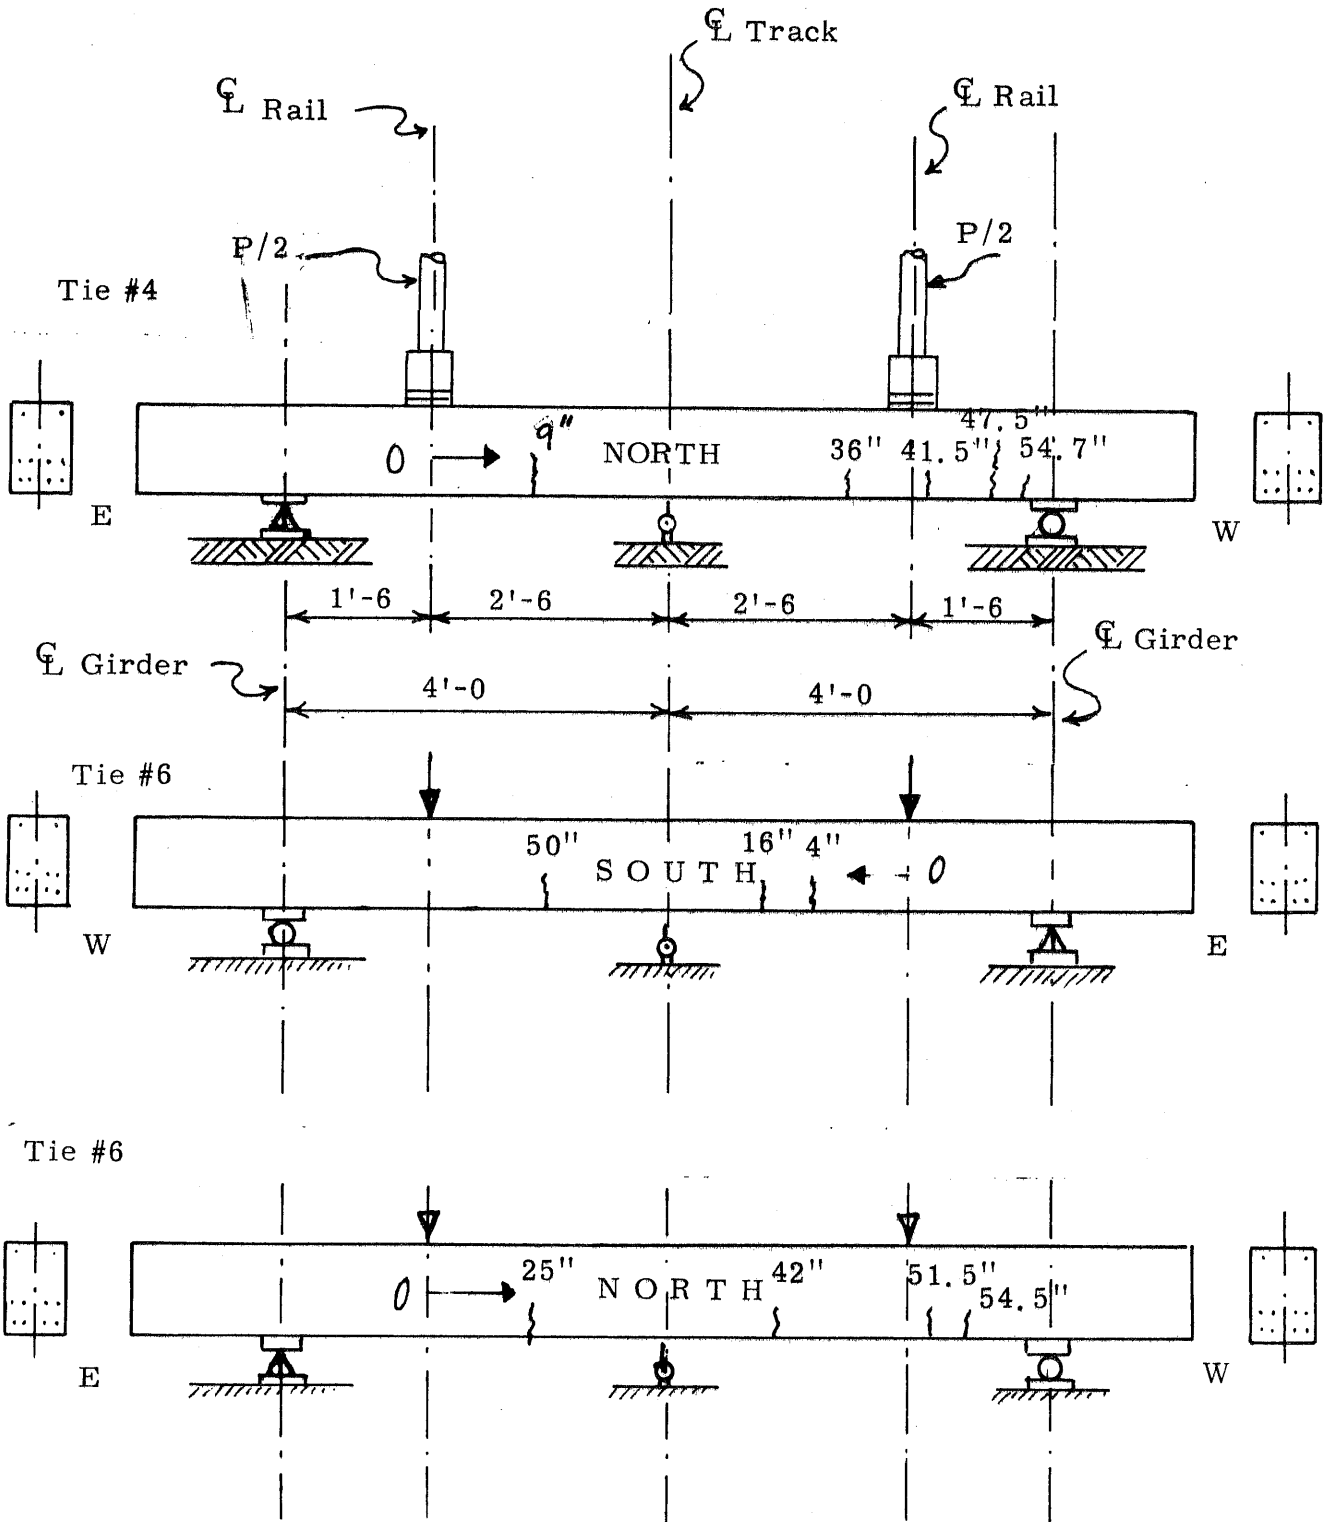 ℄ Track
℄ Rail
℄ Rail
P/2
P/2
Tie #4
9"
47.5"
0
NORTH
36"
41.5"
54.7"
E
W
1'-6
2'-6
2'-6
1'-6
℄ Girder
℄ Girder
4'-0
4'-0
Tie #6
50"
16"
4"
SOUTH
0
W
E
Tie #6
25"
42"
51.5"
0
NORTH
54.5"
E
W